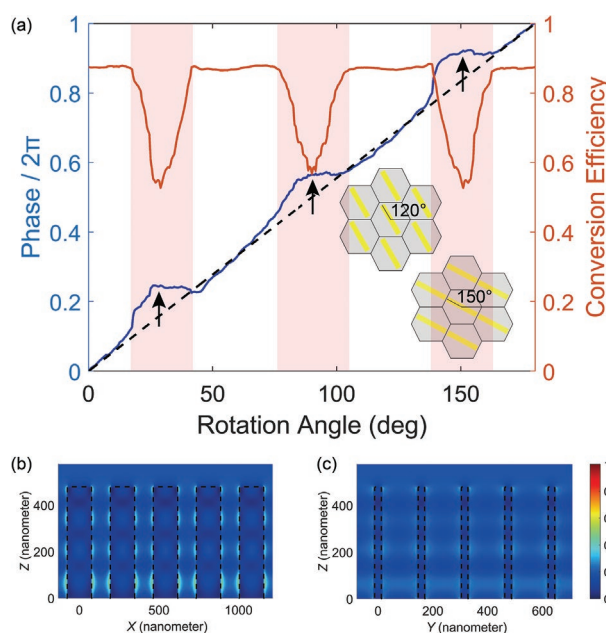 (a)
1
0.8
0.6
0.4
0.2
0
Phase / 2π
1
0.8
0.6
0.4
0.2
0
Conversion Efficiency
120°
150°
0 50 100 150
Rotation Angle (deg)
(b)
400
200
0
Z (nanometer)
0 500 1000
X (nanometer)
(c)
400
200
0
Z (nanometer)
0 200 400 600
Y (nanometer)